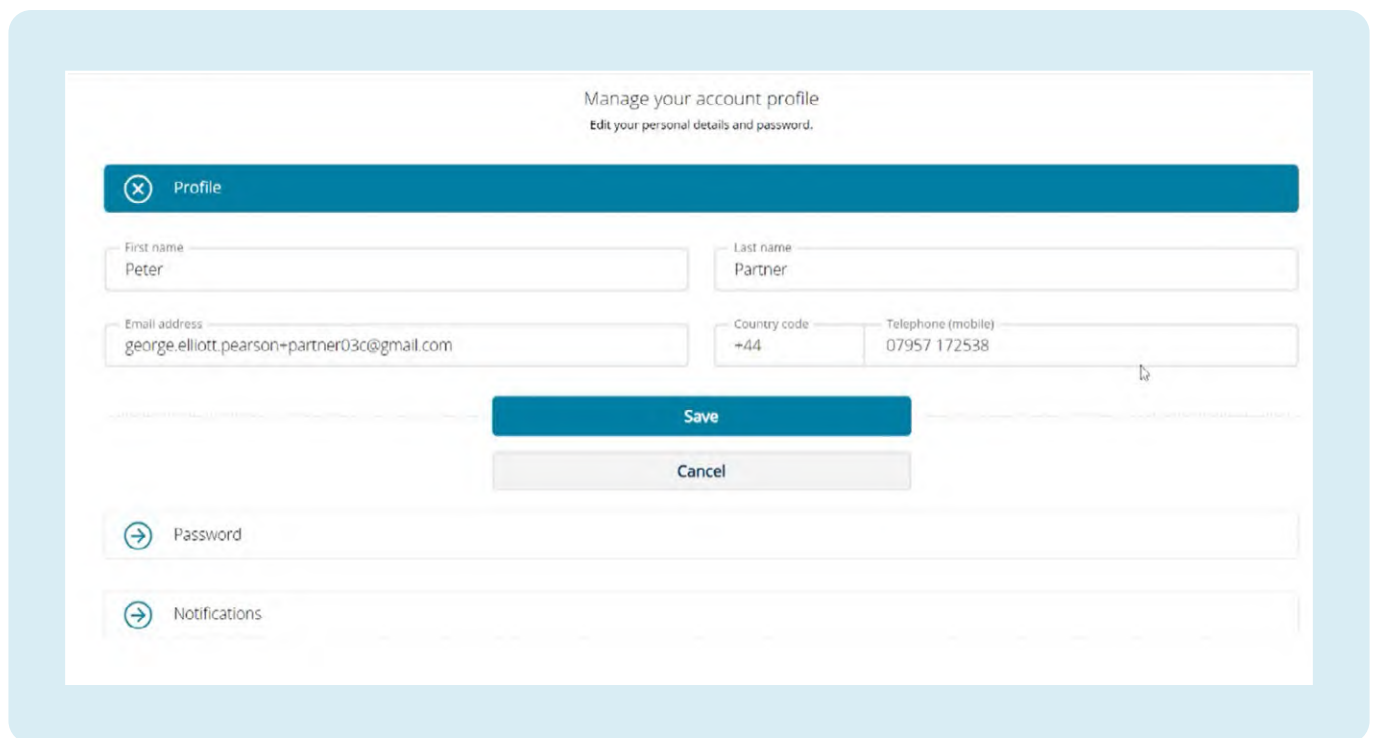 Manage your account profile
Edit your personal details and password.
Profile
First name
Peter
Last name
Partner
Email address
george.elliott.pearson+partner03c@gmail.com
Country code
+44
Telephone (mobile)
07957 172538
Save
Cancel
Password
Notifications